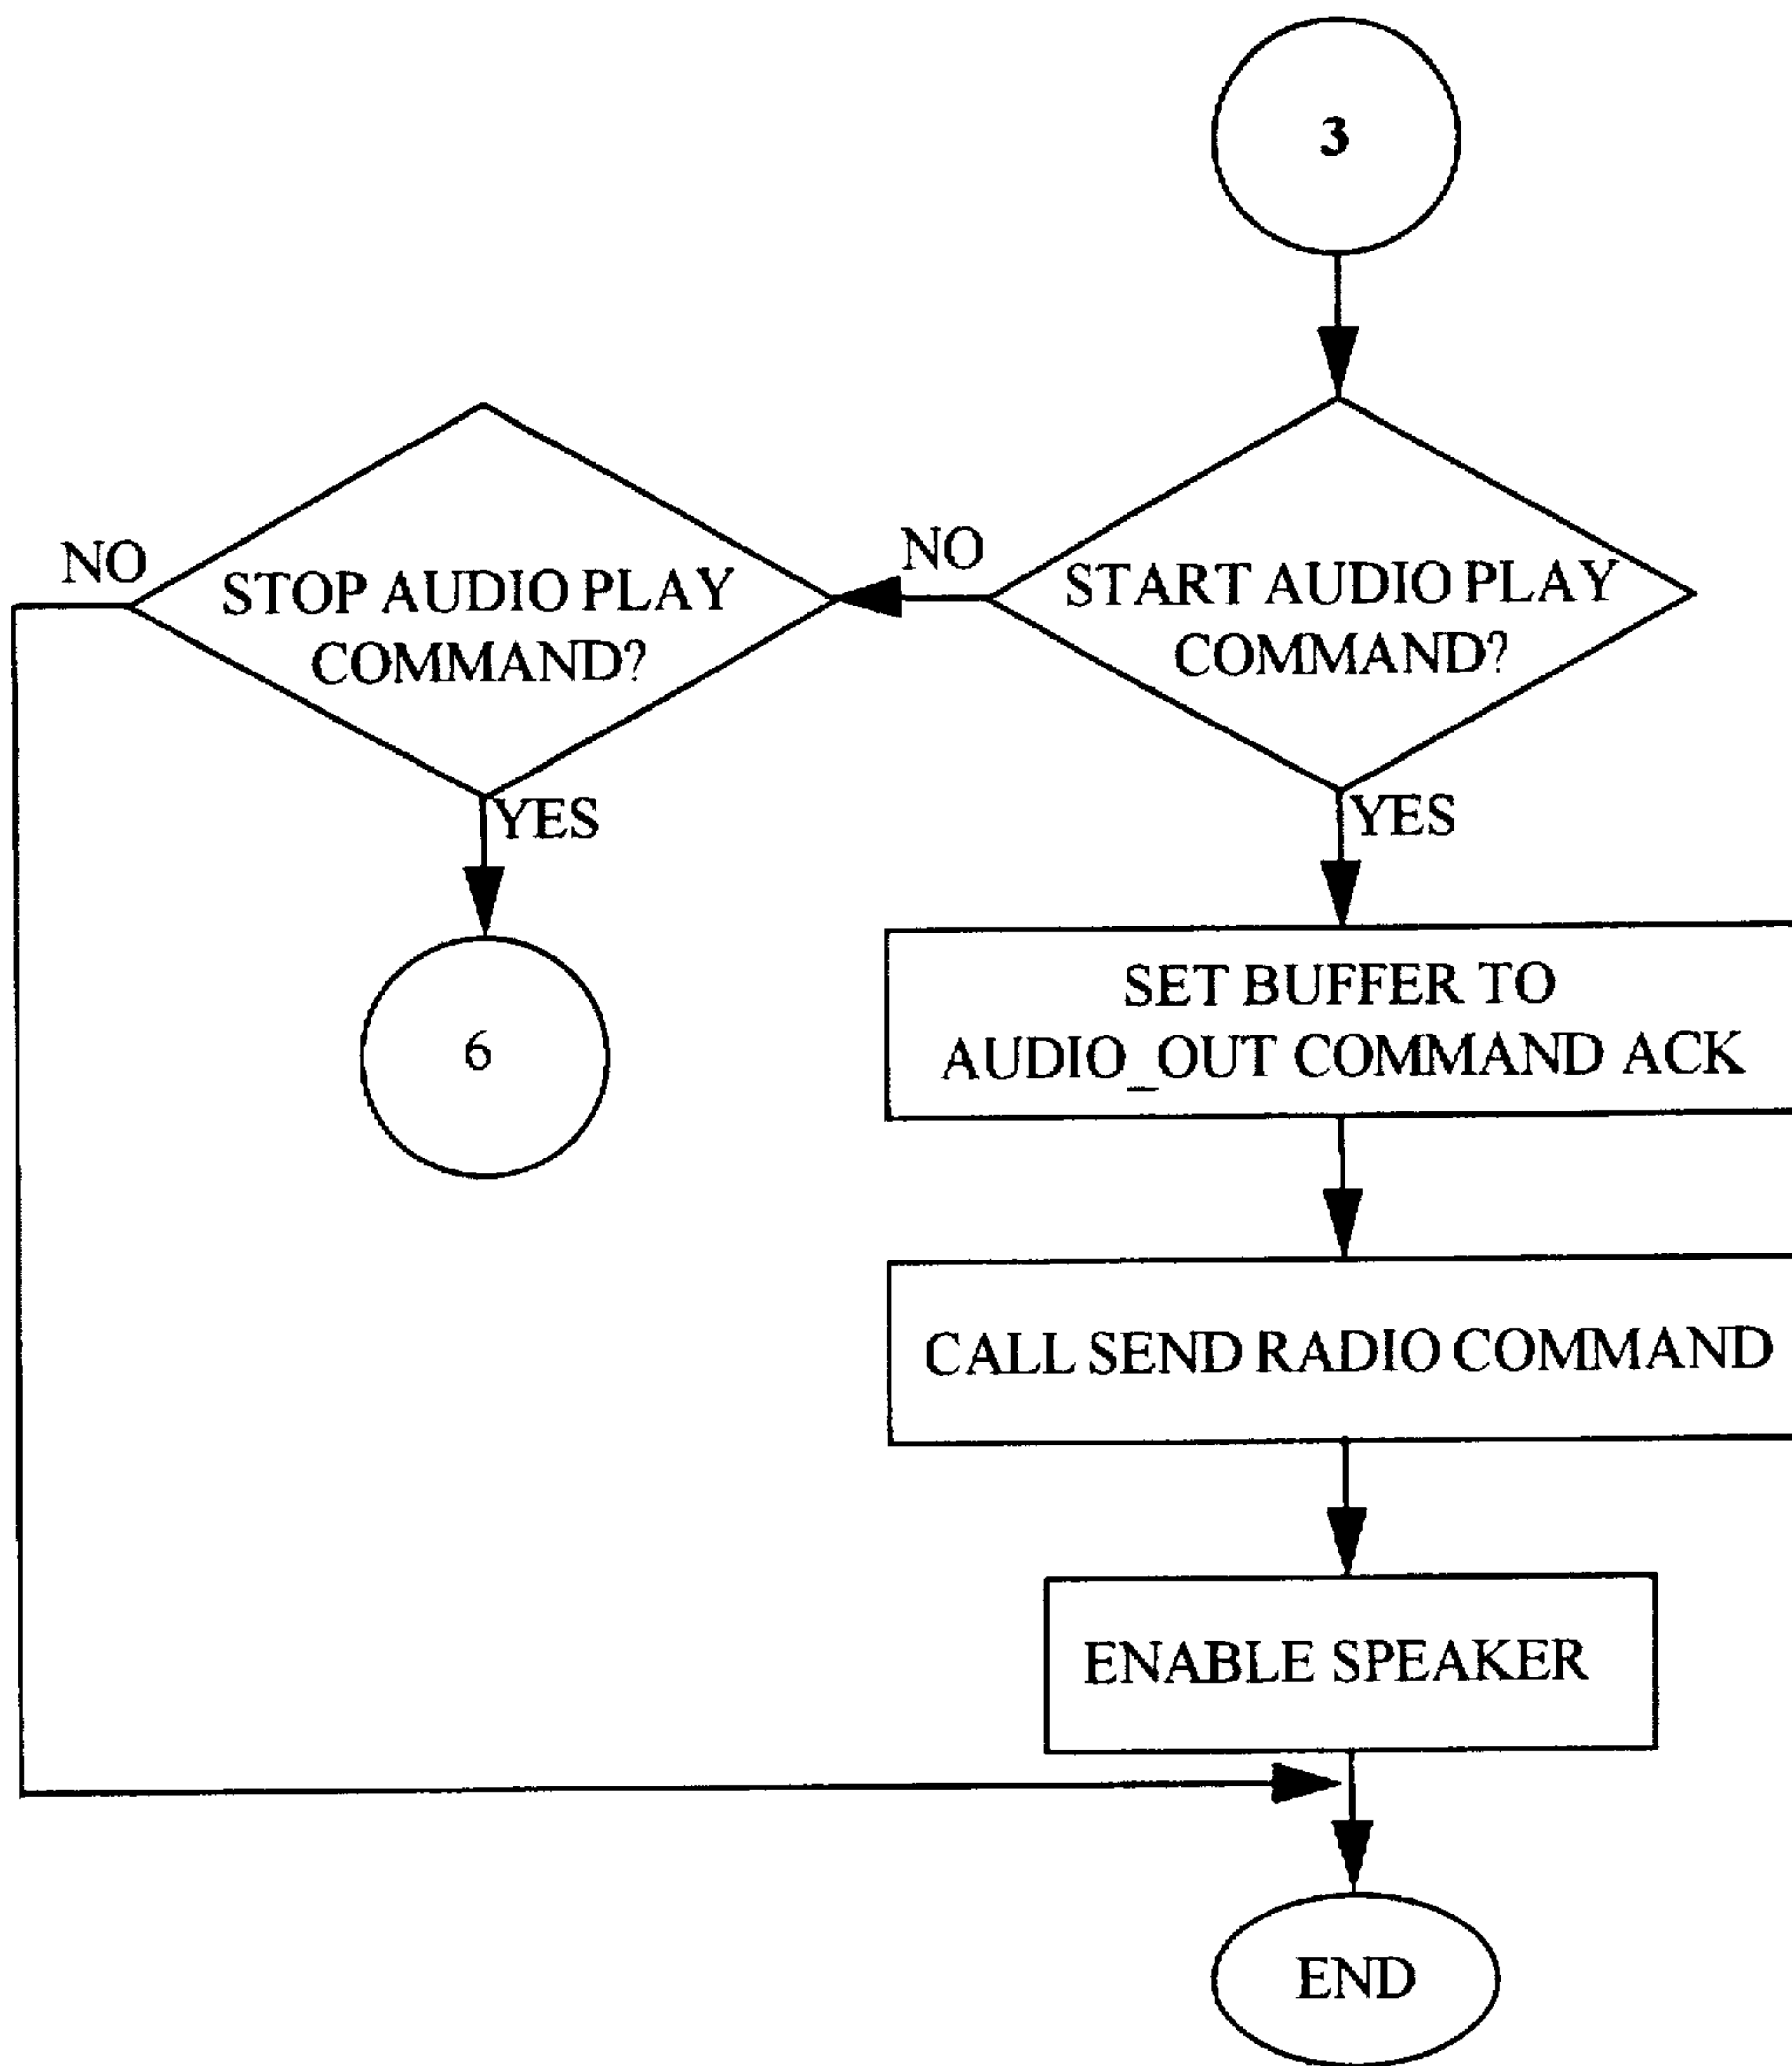 3
NO
STOP AUDIO PLAY
COMMAND?
NO
START AUDIO PLAY
COMMAND?
YES
YES
6
SET BUFFER TO
AUDIO_OUT COMMAND ACK
CALL SEND RADIO COMMAND
ENABLE SPEAKER
END